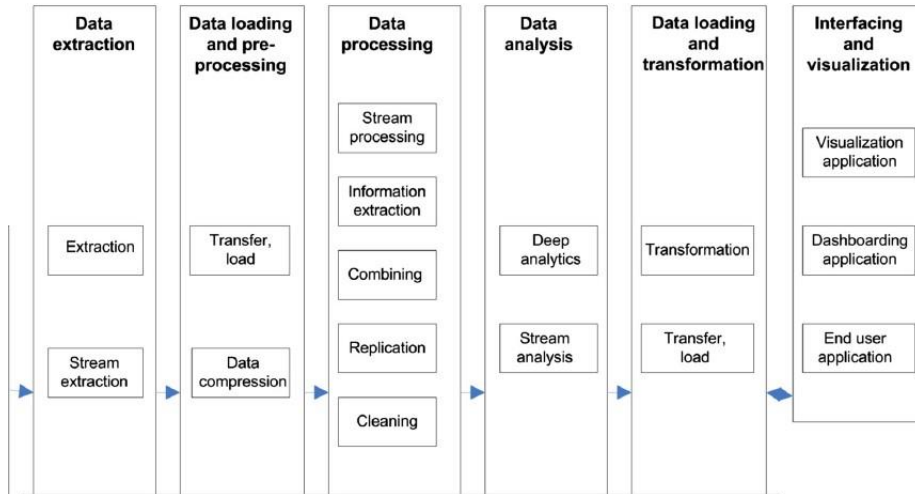 Data
extraction
Extraction
Stream
extraction
Data loading
and pre-
processing
Transfer,
load
Data
compression
Data
processing
Stream
processing
Information
extraction
Combining
Replication
Cleaning
Data
analysis
Deep
analytics
Stream
analysis
Data loading
and
transformation
Transformation
Transfer,
load
Interfacing
and
visualization
Visualization
application
Dashboarding
application
End user
application